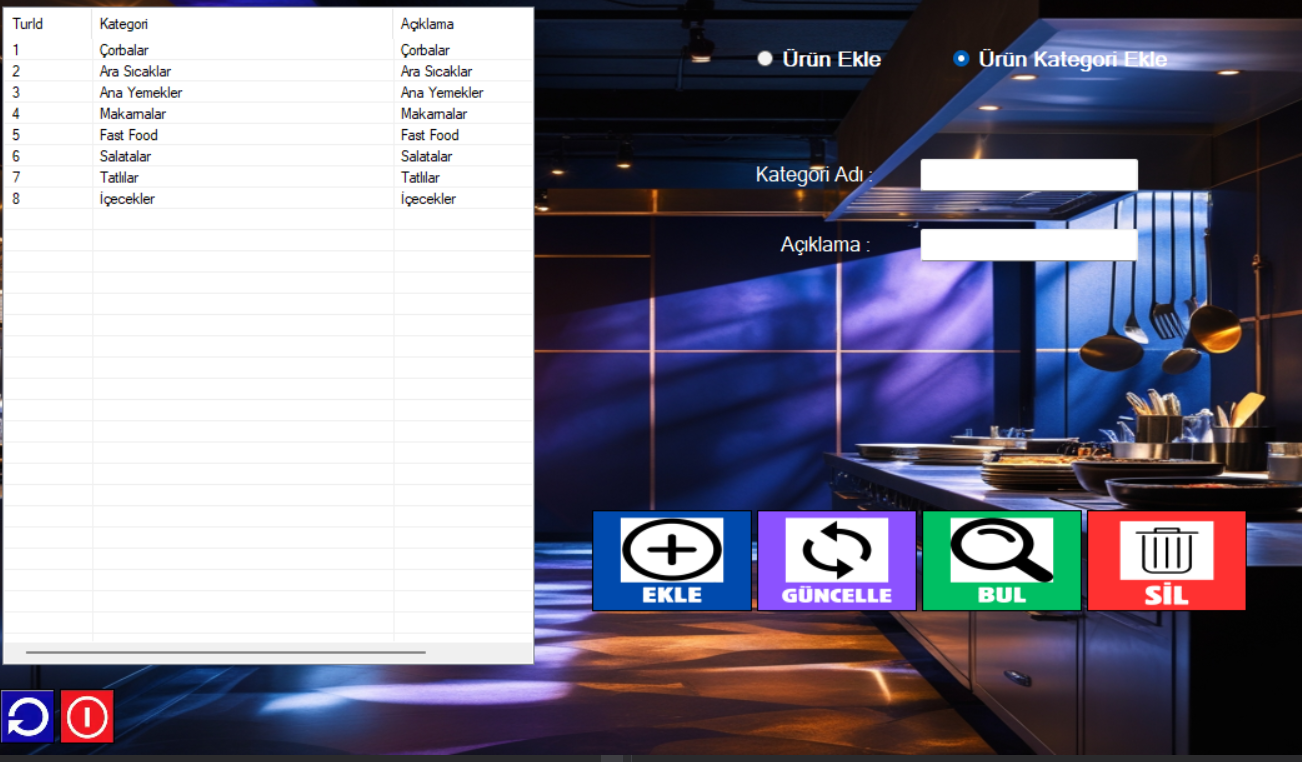 TurId Kategori Açıklama
1 Çorbalar Çorbalar
2 Ara Sıcaklar Ara Sıcaklar
3 Ana Yemekler Ana Yemekler
4 Makarnalar Makarnalar
5 Fast Food Fast Food
6 Salatalar Salatalar
7 Tatlılar Tatlılar
8 İçecekler İçecekler
Ürün Ekle Ürün Kategori Ekle
Kategori Adı :
Açıklama :
EKLE GÜNCELLE BUL SİL